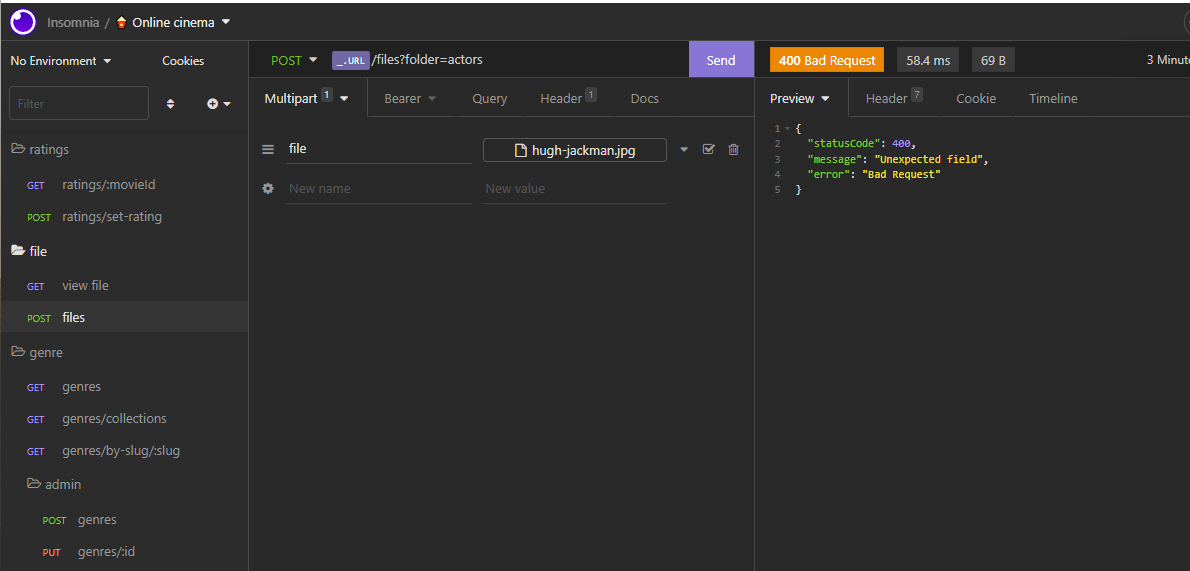 Insomnia / Online cinema
No Environment
Cookies
Filter
ratings
GET ratings/:movieId
POST ratings/set-rating
file
GET view file
POST files
genre
GET genres
GET genres/collections
GET genres/by-slug/:slug
admin
POST genres
PUT genres/:id
POST _.URL /files?folder=actors
Send
Multipart 1
Bearer
Query
Header 1
Docs
file hugh-jackman.jpg
New name New value
400 Bad Request 58.4 ms 69 B 3 Minute
Preview
Header 7
Cookie
Timeline
1 {
2 "statusCode": 400,
3 "message": "Unexpected field",
4 "error": "Bad Request"
5 }